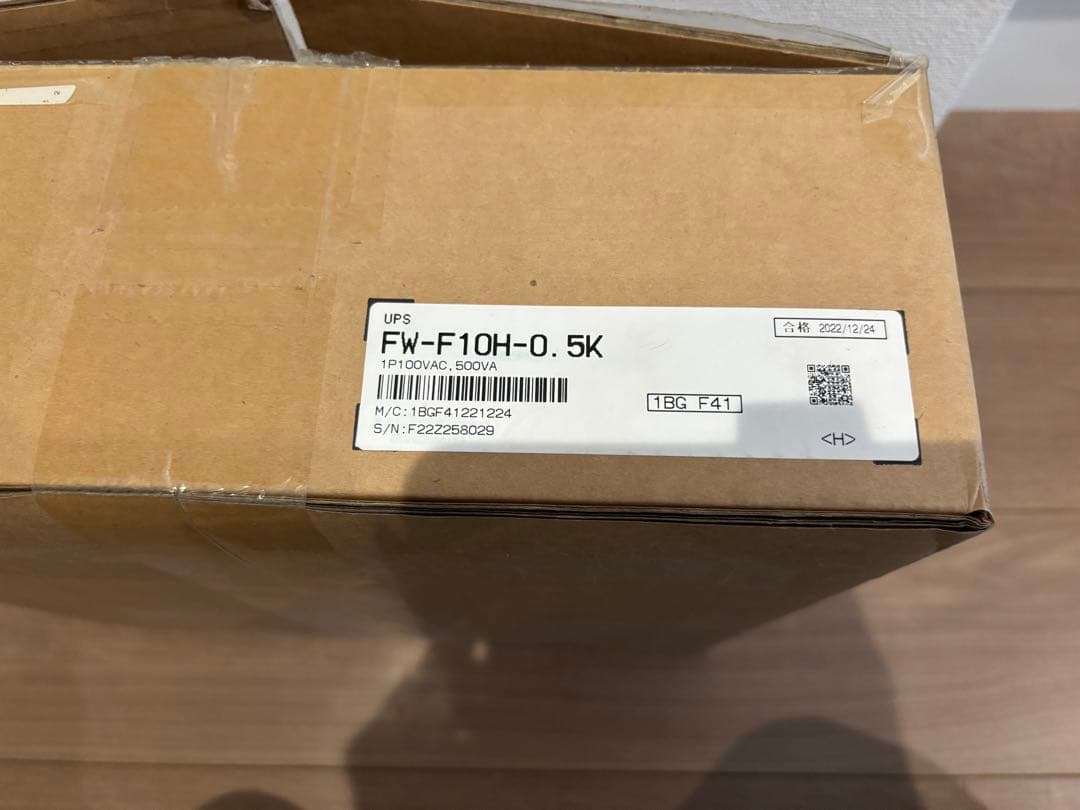 UPS
合格 2022/12/24
FW-F10H-0.5K
1P100VAC,500VA
1BG F41
M/C:1BGF41221224
S/N:F22Z258029
<H>